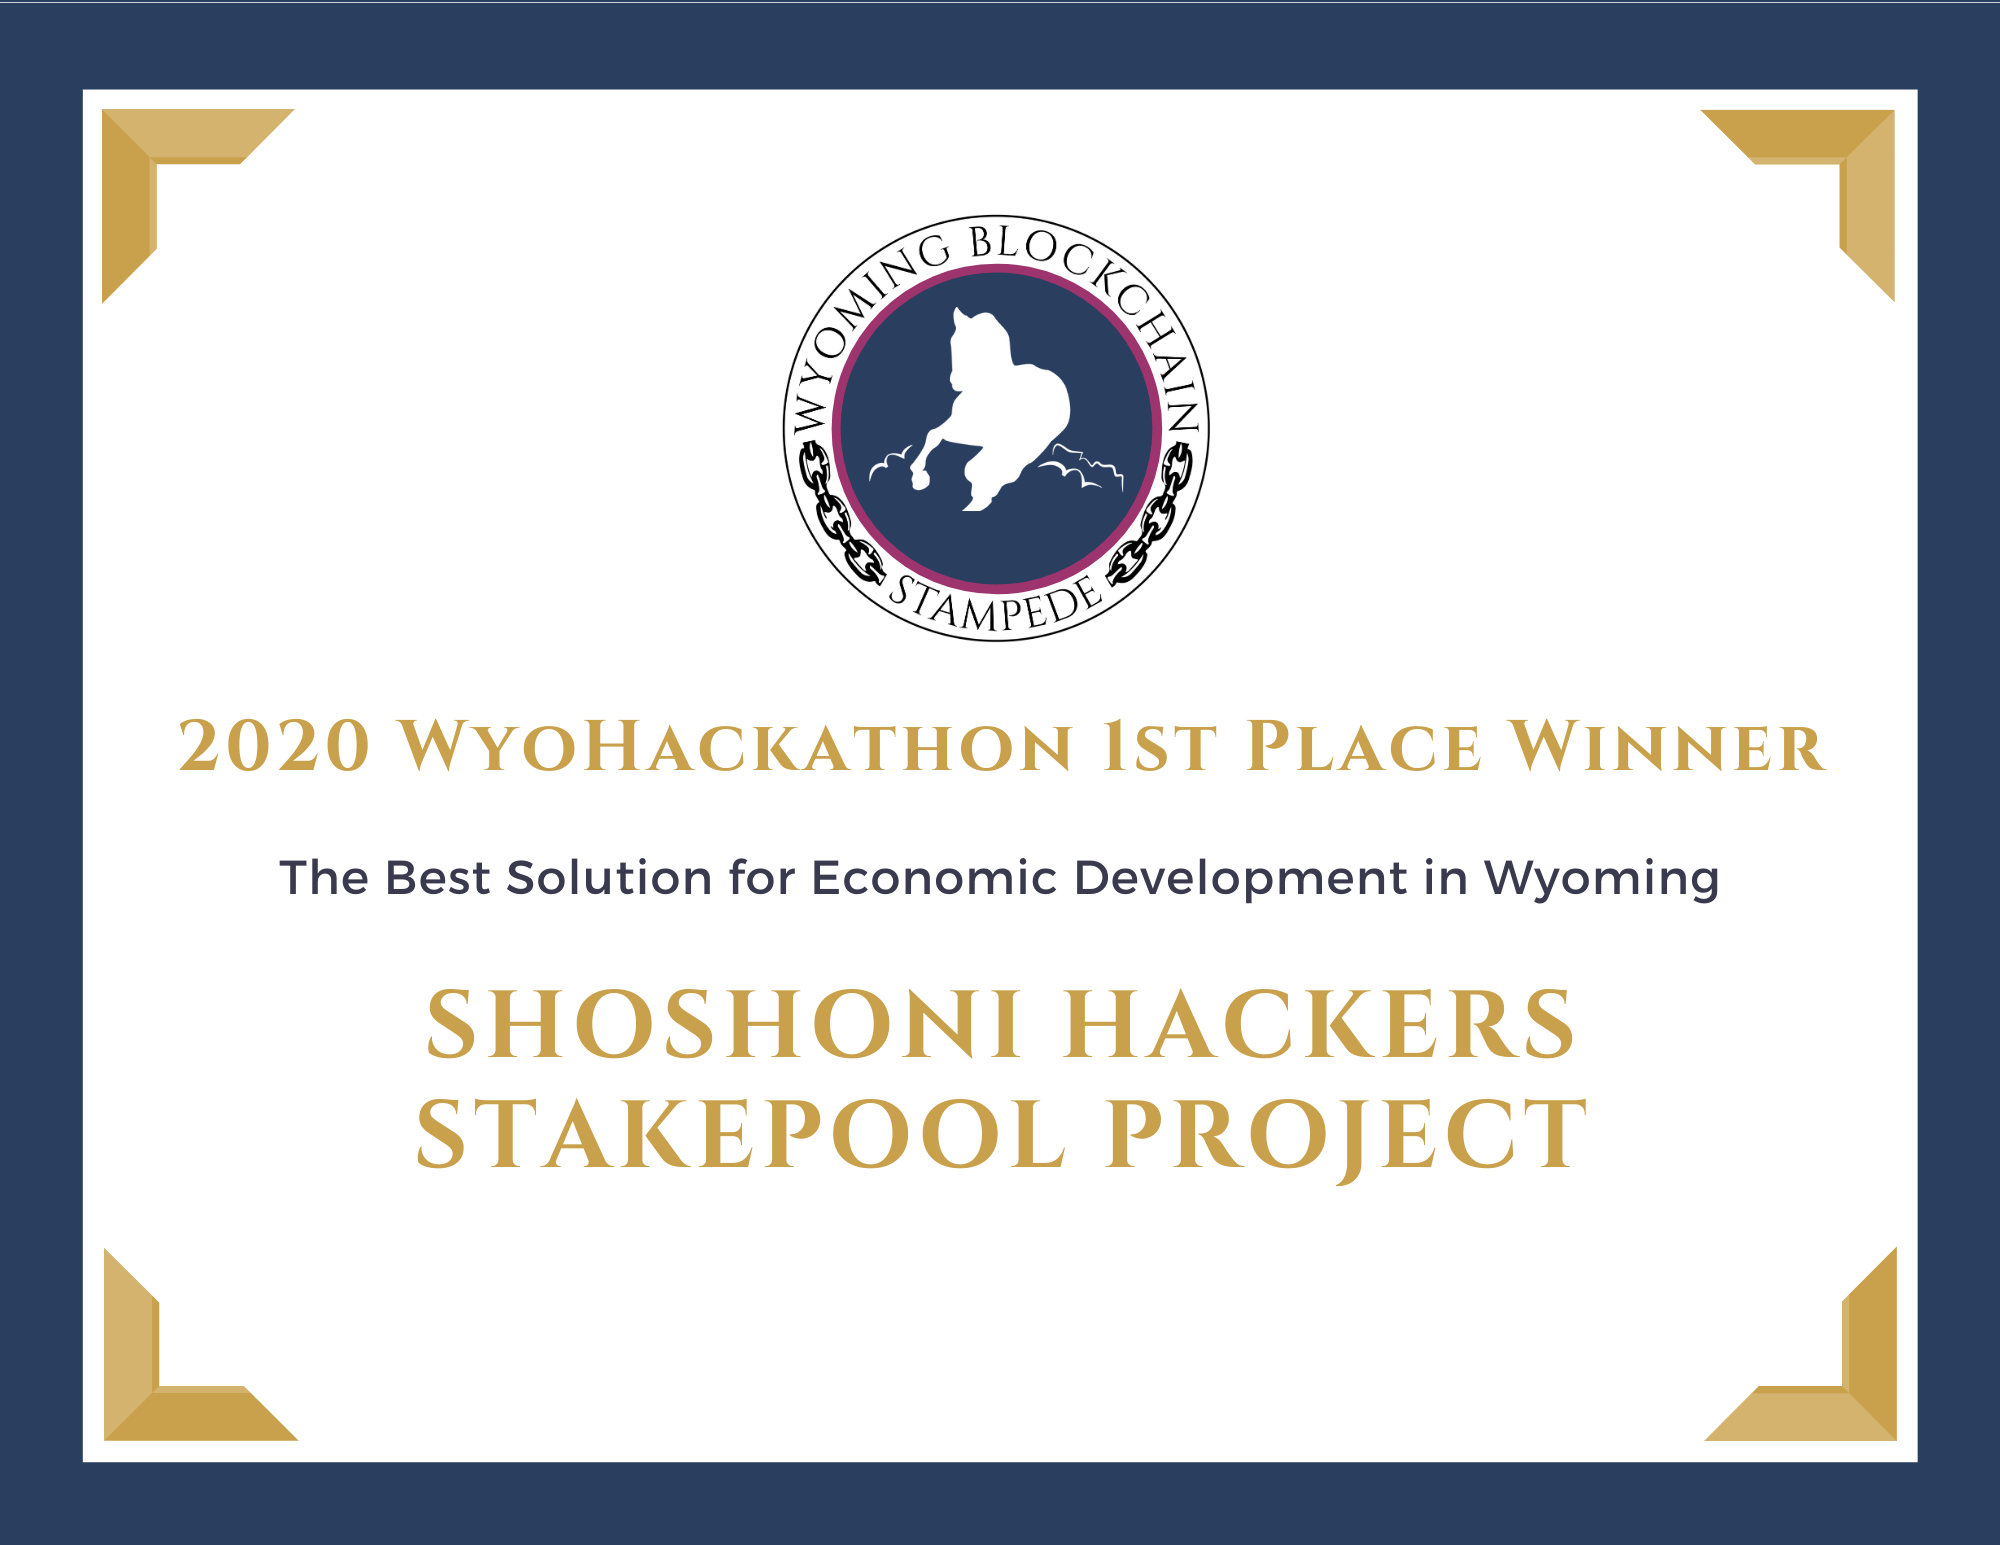 WYOMING BLOCKCHAIN
STAMPEDE
2020 WyoHackathon 1st Place Winner
The Best Solution for Economic Development in Wyoming
SHOSHONI HACKERS
STAKEPOOL PROJECT